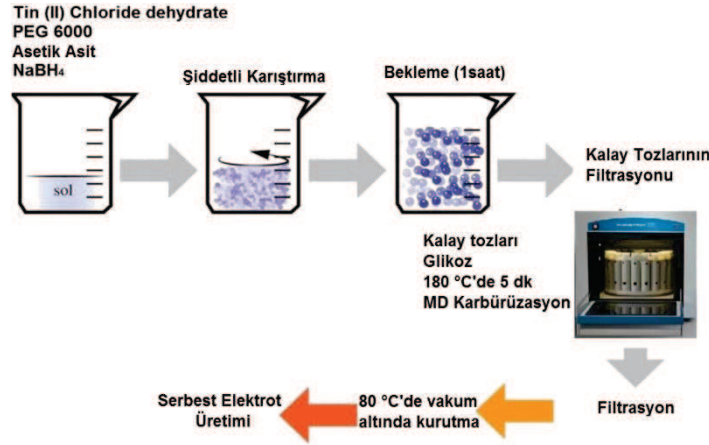 Tin (II) Chloride dehydrate
PEG 6000
Asetik Asit
NaBH₄
Şiddetli Karıştırma
Bekleme (1saat)
sol
Kalay Tozlarının
Filtrasyonu
Kalay tozları
Glikoz
180 °C'de 5 dk
MD Karbürüzasyon
Filtrasyon
80 °C'de vakum
altında kurutma
Serbest Elektrot
Üretimi